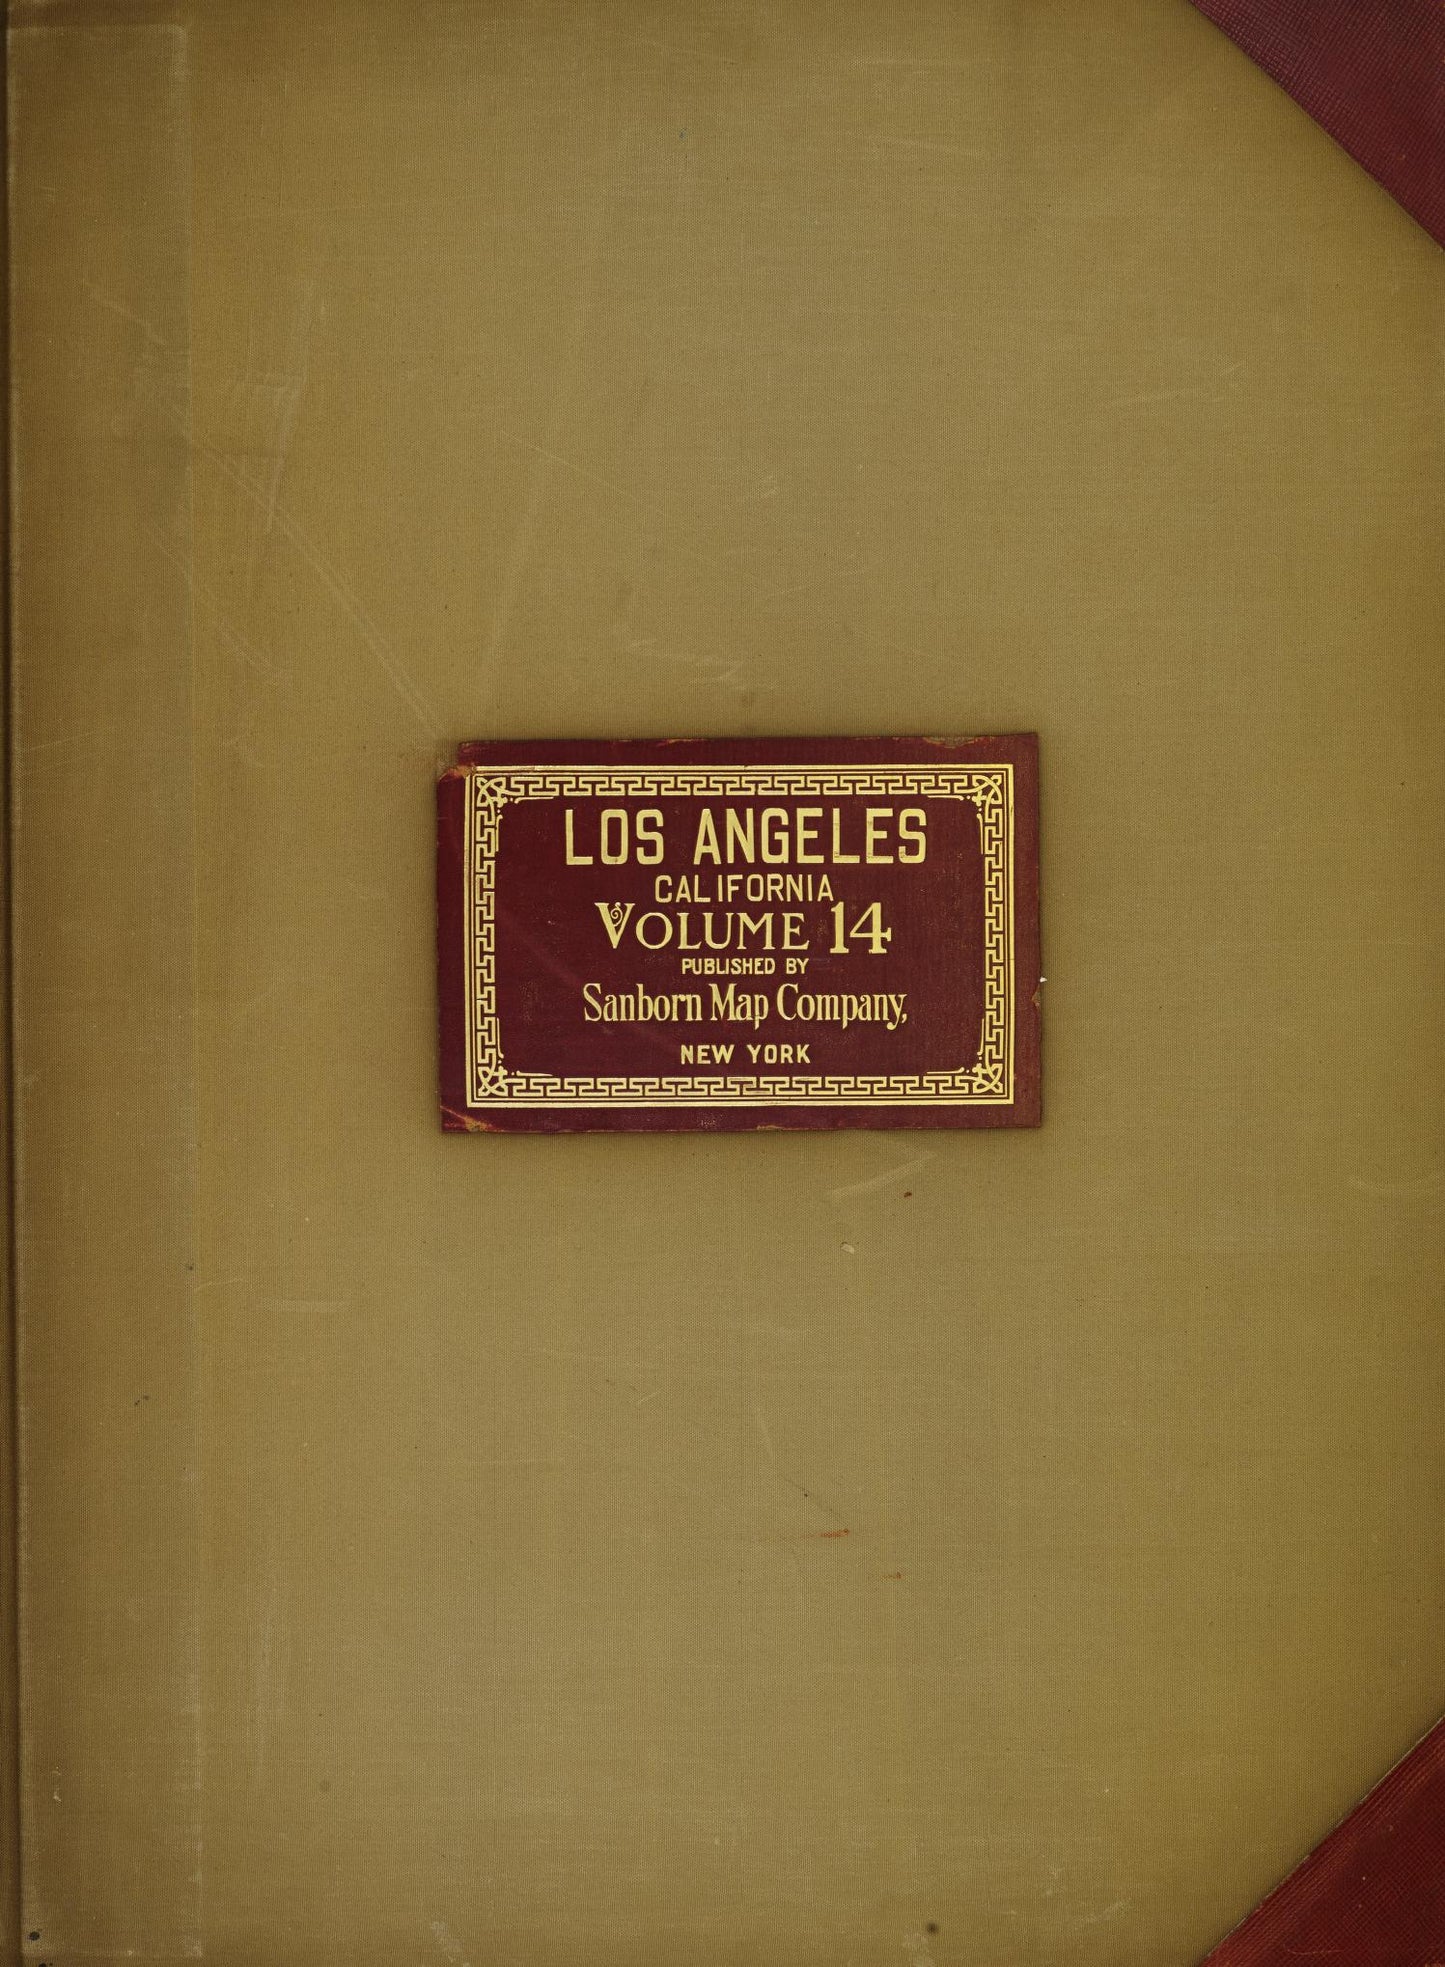 LOS ANGELES
CALIFORNIA
VOLUME 14
PUBLISHED BY
Sanborn Map Company,
NEW YORK